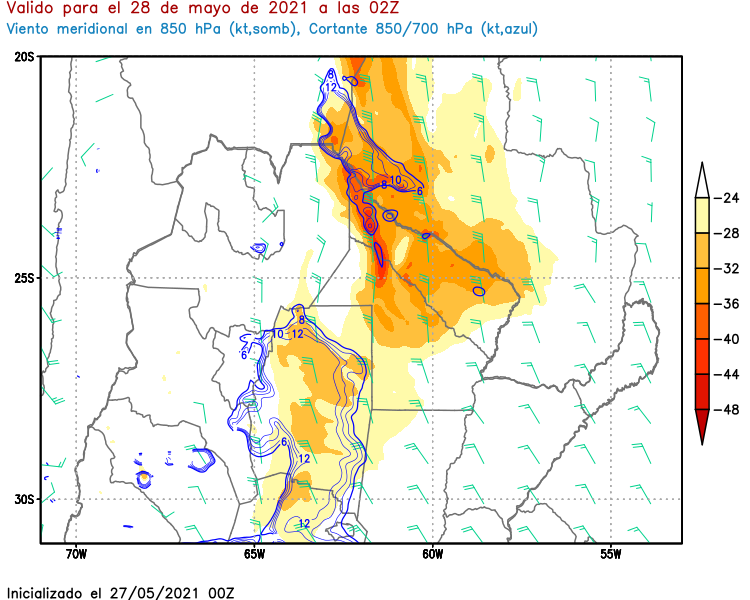 Valido para el 28 de mayo de 2021 a las 02Z
Viento meridional en 850 hPa (kt,somb), Cortante 850/700 hPa (kt,azul)
20S
8
12
8
10
6
-24
-28
-32
-36
-40
-44
-48
25S
8
10
12
6
6
12
30S
12
70W
65W
60W
55W
Inicializado el 27/05/2021 00Z